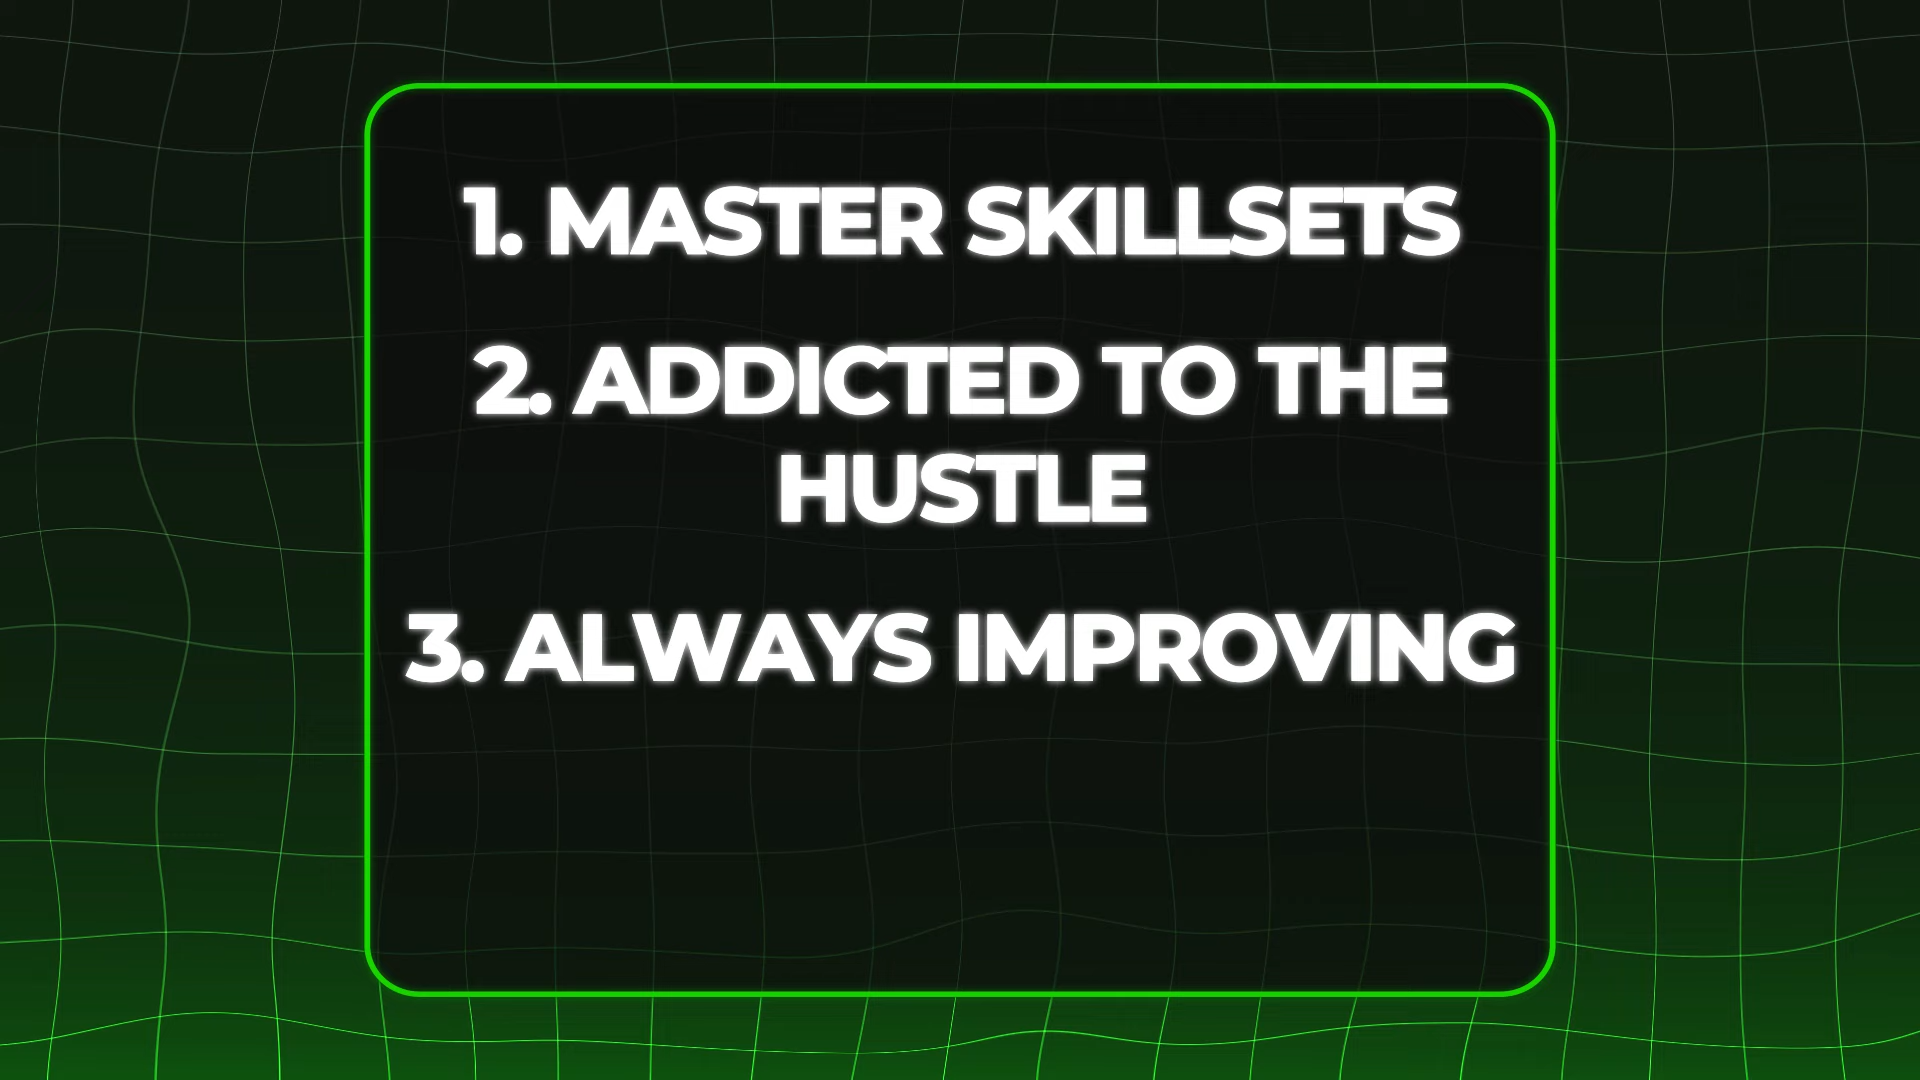 1. MASTER SKILLSETS
2. ADDICTED TO THE
HUSTLE
3. ALWAYS IMPROVING